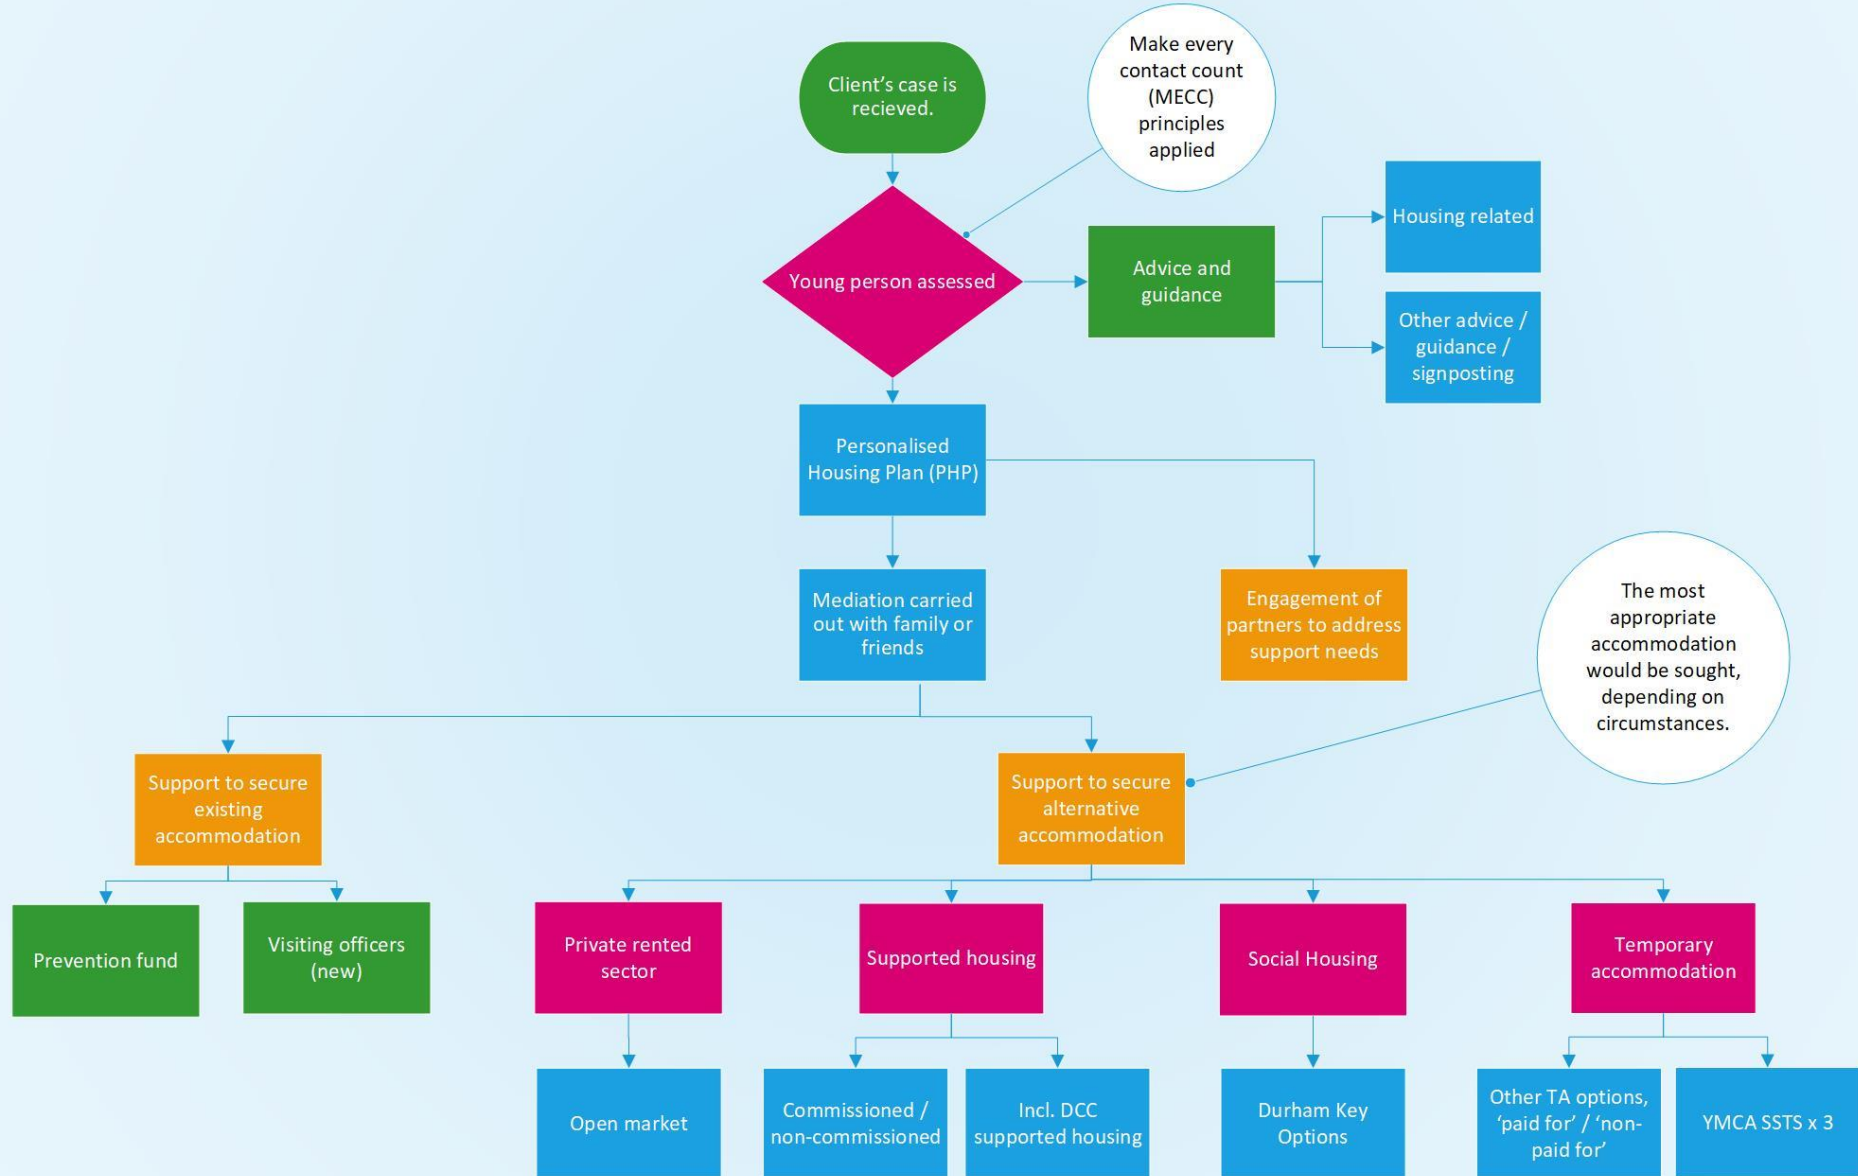 Client’s case is
recieved.
Make every
contact count
(MECC)
principles
applied
Young person assessed
Advice and
guidance
Housing related
Other advice /
guidance /
signposting
Personalised
Housing Plan (PHP)
Mediation carried
out with family or
friends
Engagement of
partners to address
support needs
The most
appropriate
accommodation
would be sought,
depending on
circumstances.
Support to secure
existing
accommodation
Support to secure
alternative
accommodation
Prevention fund
Visiting officers
(new)
Private rented
sector
Supported housing
Social Housing
Temporary
accommodation
Open market
Commissioned /
non-commissioned
Incl. DCC
supported housing
Durham Key
Options
Other TA options,
‘paid for’ / ‘non-
paid for’
YMCA SSTS x 3